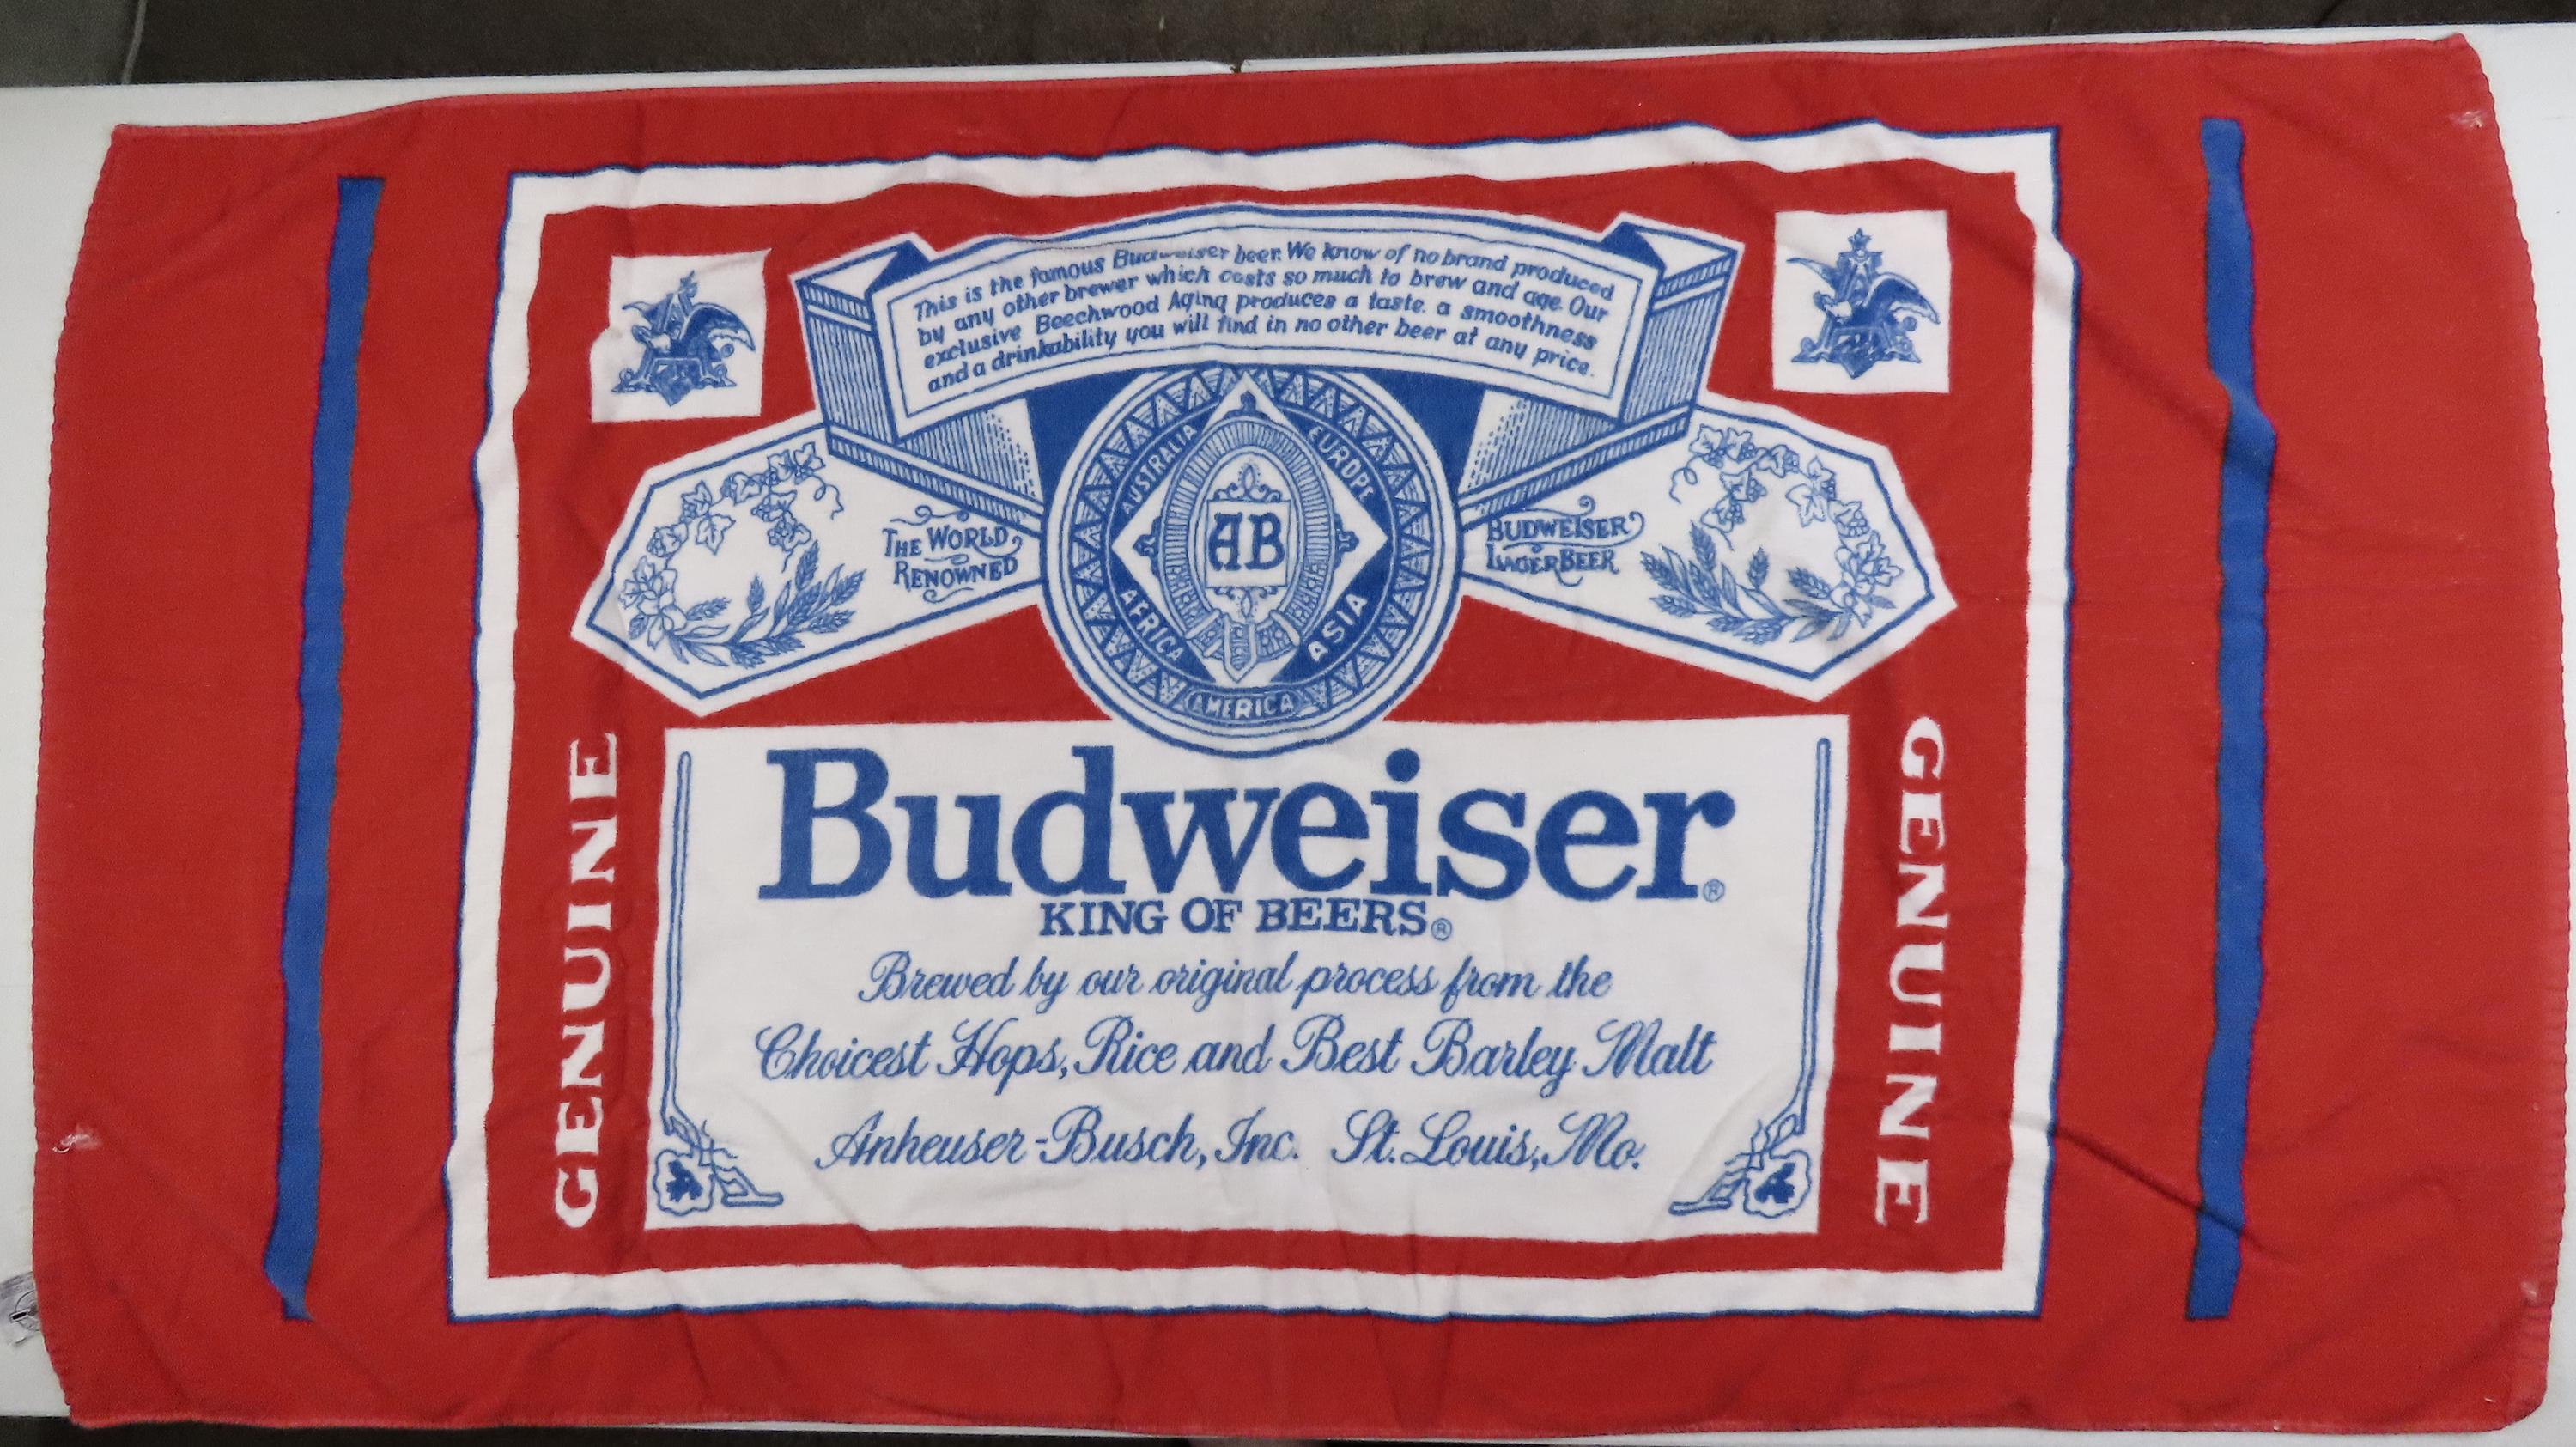 This is the famous Budweiser beer. We know of no brand produced
by any other brewer which costs so much to brew and age. Our
exclusive Beechwood Aging produces a taste, a smoothness
and a drinkability you will find in no other beer at any price.
AUSTRALIA
EUROPE
THE WORLD
RENOWNED
AB
BUDWEISER
LAGER BEER
AFRICA
ASIA
AMERICA
GENUINE
Budweiser®
KING OF BEERS®
Brewed by our original process from the
Choicest Hops, Rice and Best Barley Malt
Anheuser-Busch, Inc. St. Louis, Mo.
GENUINE